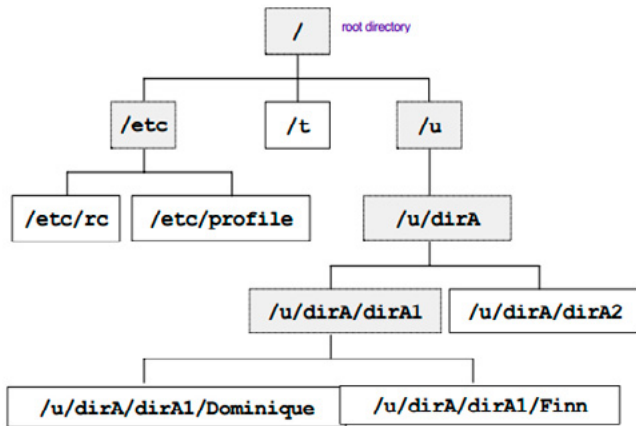 /
root directory
/etc
/t
/u
/etc/rc
/etc/profile
/u/dirA
/u/dirA/dirA1
/u/dirA/dirA2
/u/dirA/dirA1/Dominique
/u/dirA/dirA1/Finn